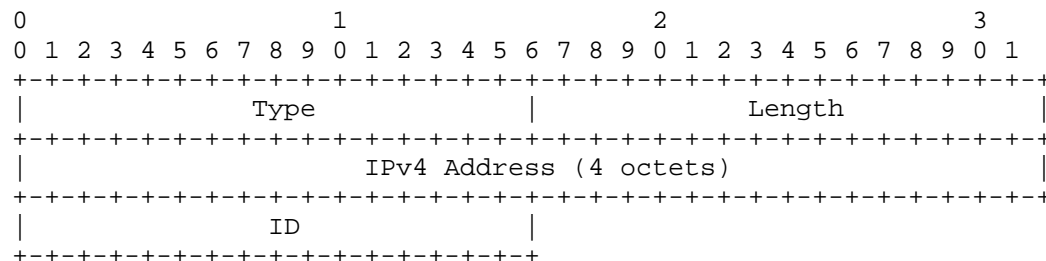 0                   1                   2                   3
0 1 2 3 4 5 6 7 8 9 0 1 2 3 4 5 6 7 8 9 0 1 2 3 4 5 6 7 8 9 0 1
+-+-+-+-+-+-+-+-+-+-+-+-+-+-+-+-+-+-+-+-+-+-+-+-+-+-+-+-+-+-+-+-+
|              Type             |             Length            |
+-+-+-+-+-+-+-+-+-+-+-+-+-+-+-+-+-+-+-+-+-+-+-+-+-+-+-+-+-+-+-+-+
|                     IPv4 Address (4 octets)                   |
+-+-+-+-+-+-+-+-+-+-+-+-+-+-+-+-+-+-+-+-+-+-+-+-+-+-+-+-+-+-+-+-+
|               ID              |
+-+-+-+-+-+-+-+-+-+-+-+-+-+-+-+-+